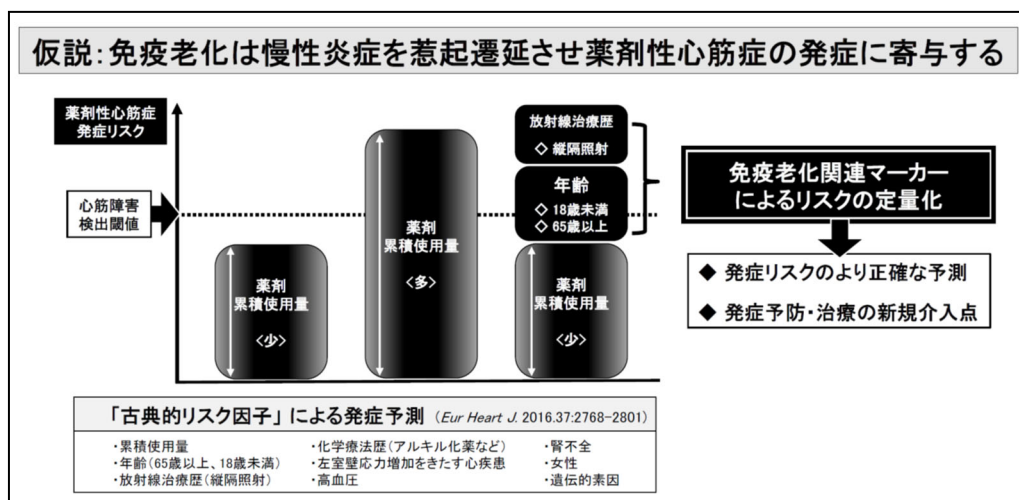 仮説:免疫老化は慢性炎症を惹起遷延させ薬剤性心筋症の発症に寄与する
薬剤性心筋症
発症リスク
心筋障害
検出閾値
薬剤
累積使用量
<少>
薬剤
累積使用量
<多>
放射線治療歴
◇ 縦隔照射
年齢
◇ 18歳未満
◇ 65歳以上
薬剤
累積使用量
<少>
免疫老化関連マーカー
によるリスクの定量化
◆ 発症リスクのより正確な予測
◆ 発症予防・治療の新規介入点
「古典的リスク因子」による発症予測 (Eur Heart J. 2016.37:2768-2801)
・累積使用量
・年齢(65歳以上、18歳未満)
・放射線治療歴(縦隔照射)
・化学療法歴(アルキル化薬など)
・左室壁応力増加をきたす心疾患
・高血圧
・腎不全
・女性
・遺伝的素因